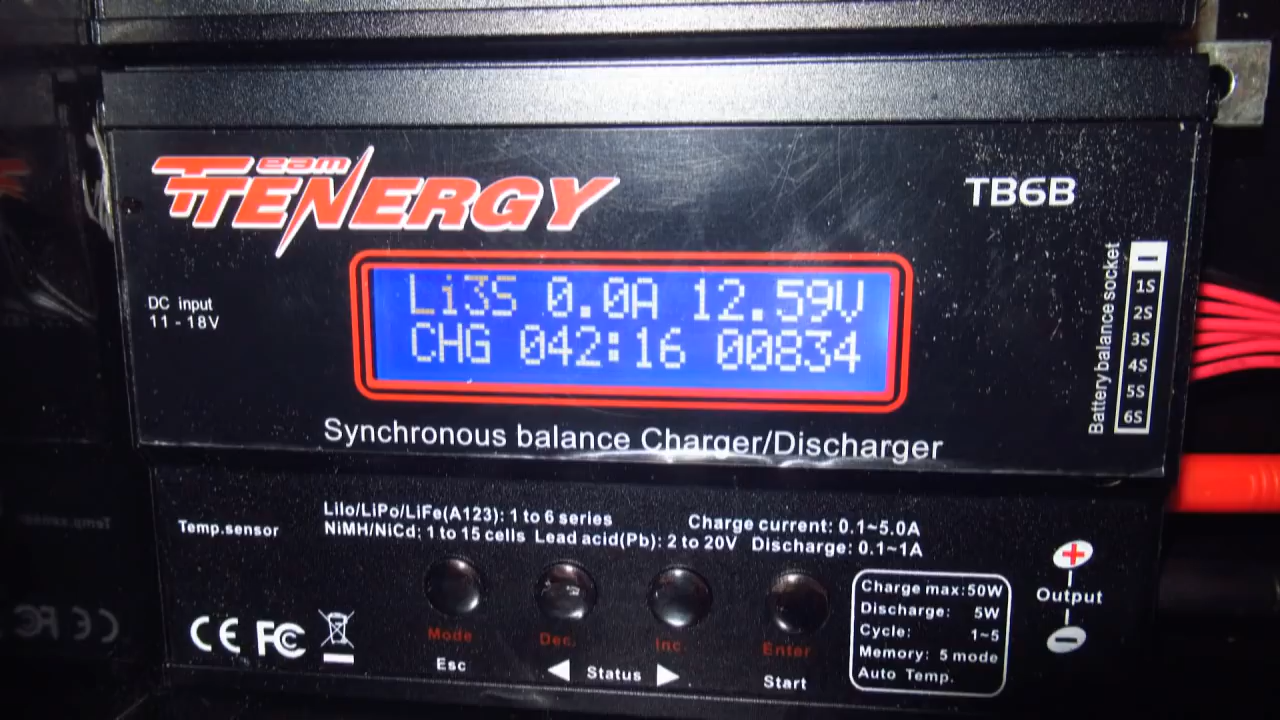 Team
TENERGY
TB6B
DC input
11 - 18V
Li3S 0.0A 12.59V
CHG 042:16 00834
Battery balance socket
1S
2S
3S
4S
5S
6S
Synchronous balance Charger/Discharger
Temp.sensor
LiIo/LiPo/LiFe(A123): 1 to 6 series
Charge current: 0.1~5.0A
NiMH/NiCd: 1 to 15 cells Lead acid(Pb): 2 to 20V Discharge: 0.1~1A
CE FC
Mode
Dec.
Inc.
Enter
Esc
Status
Start
Charge max:50W
Discharge: 5W
Cycle: 1~5
Memory: 5 mode
Auto Temp.
+
Output
−